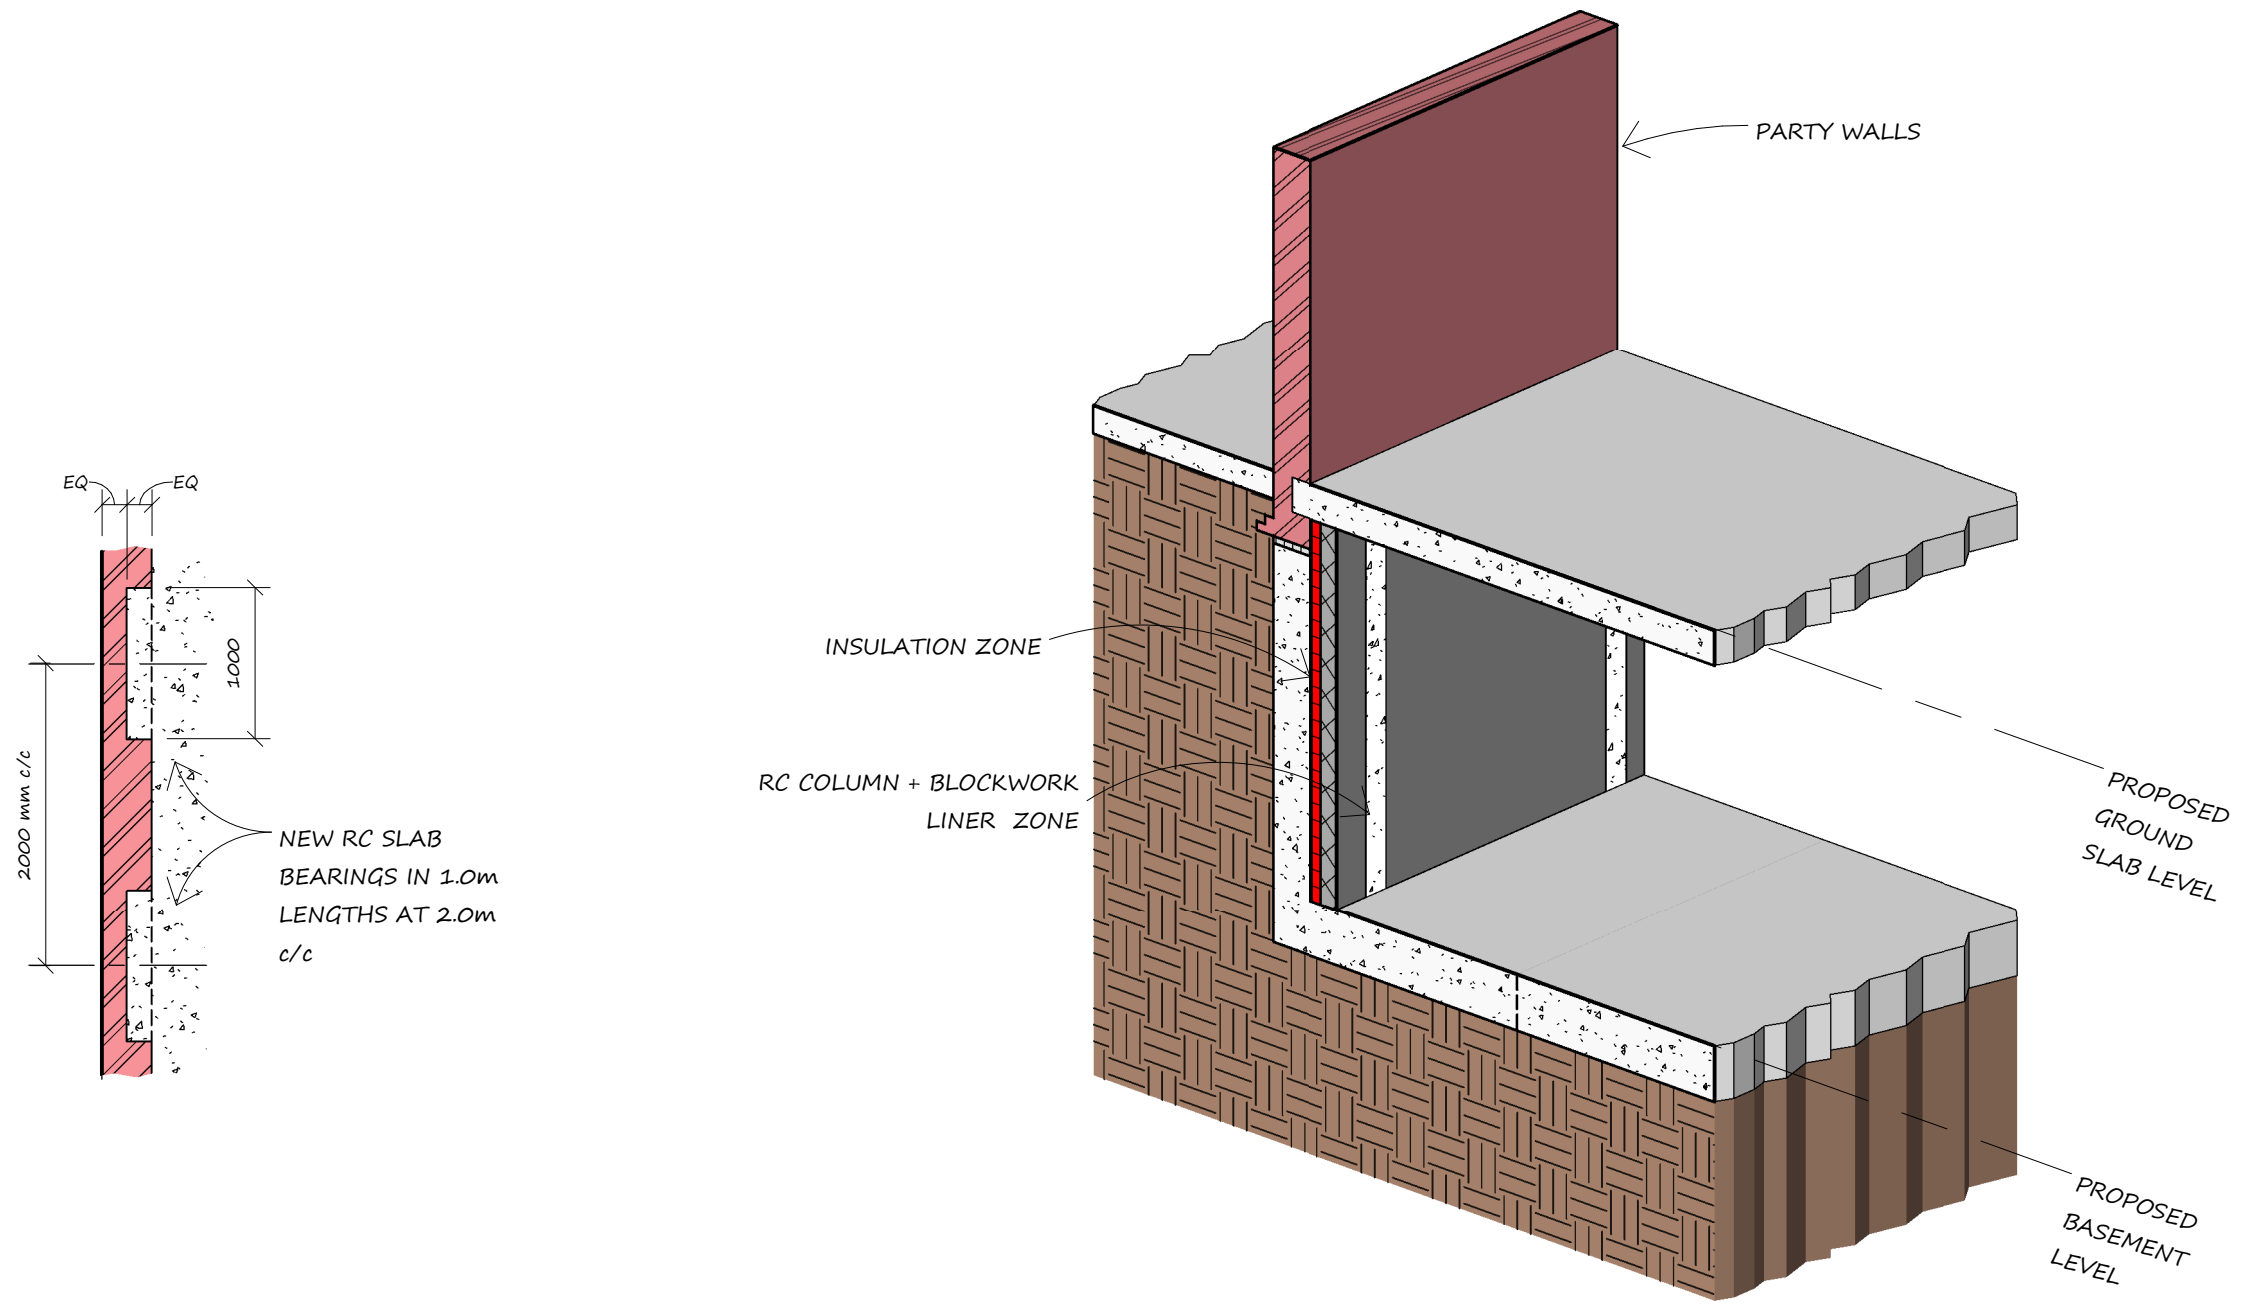 EQ
EQ
1000
2000 mm c/c
NEW RC SLAB
BEARINGS IN 1.0m
LENGTHS AT 2.0m
c/c
PARTY WALLS
INSULATION ZONE
RC COLUMN + BLOCKWORK
LINER ZONE
PROPOSED
GROUND
SLAB LEVEL
PROPOSED
BASEMENT
LEVEL